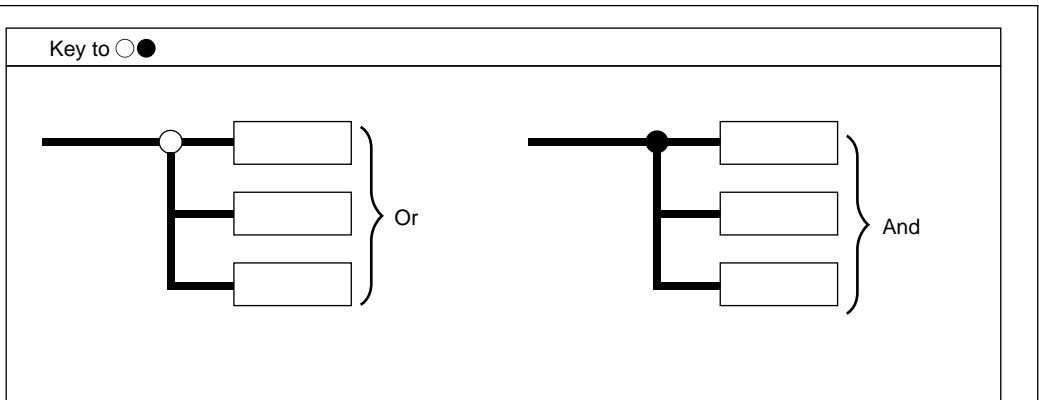 Key to ○●
Or
And